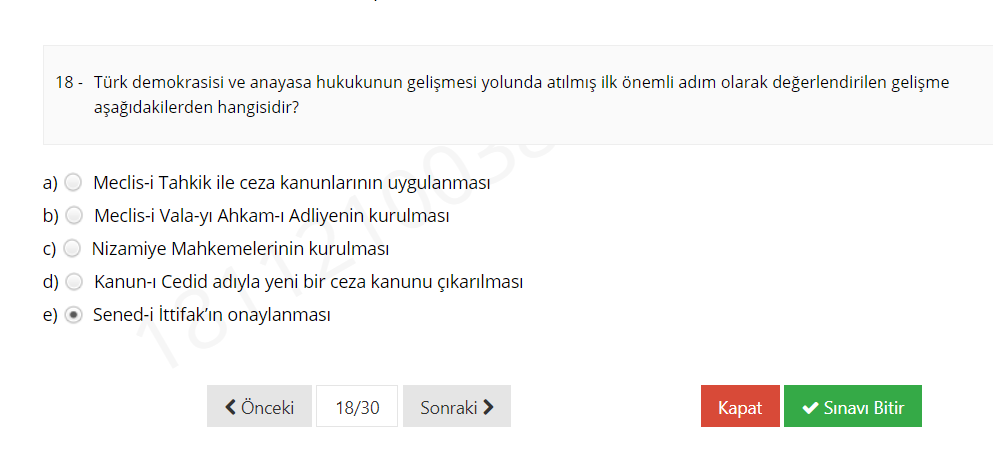 18 - Türk demokrasisi ve anayasa hukukunun gelişmesi yolunda atılmış ilk önemli adım olarak değerlendirilen gelişme
aşağıdakilerden hangisidir?
a) Meclis-i Tahkik ile ceza kanunlarının uygulanması
b) Meclis-i Vala-yı Ahkam-ı Adliyenin kurulması
c) Nizamiye Mahkemelerinin kurulması
d) Kanun-ı Cedid adıyla yeni bir ceza kanunu çıkarılması
e) Sened-i İttifak'ın onaylanması
Önceki 18/30 Sonraki Kapat Sınavı Bitir